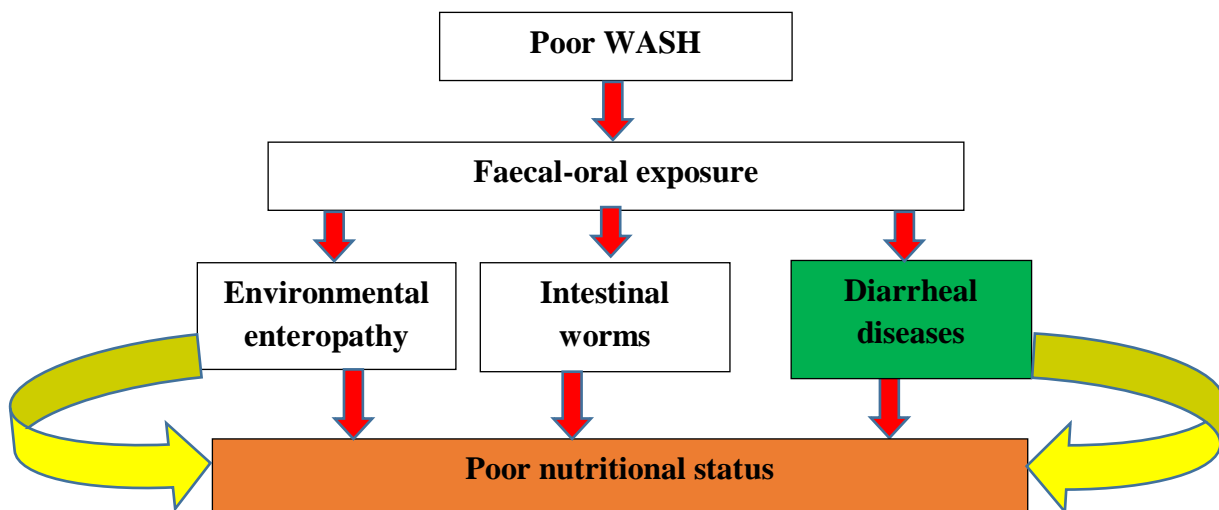 Poor WASH
Faecal-oral exposure
Environmental
enteropathy
Intestinal
worms
Diarrheal
diseases
Poor nutritional status